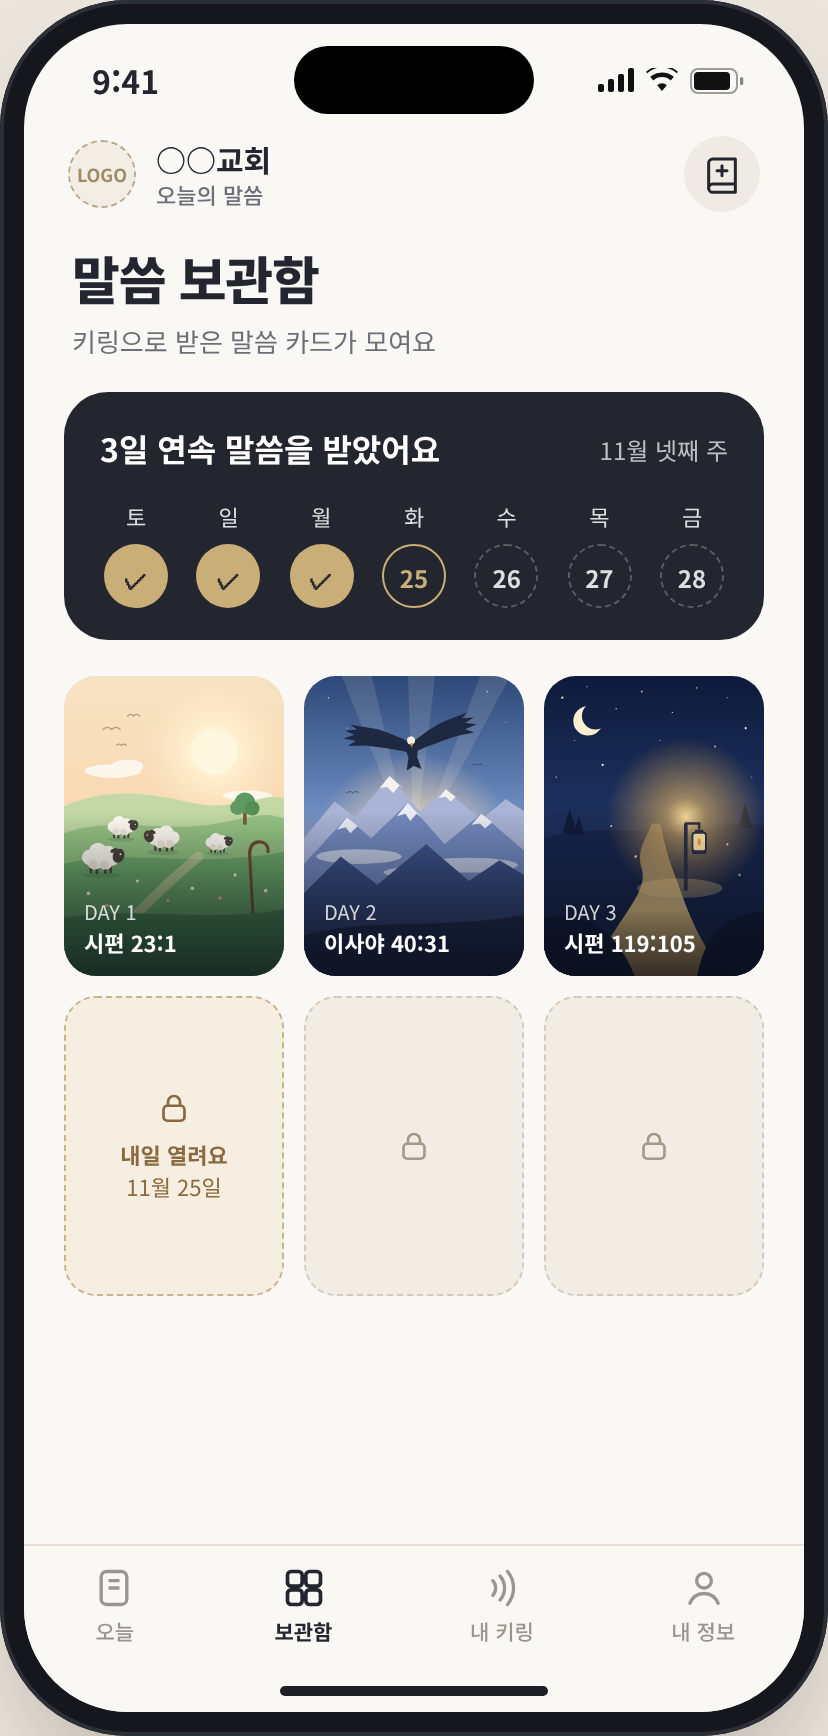 9:41
LOGO
○○교회
오늘의 말씀
말씀 보관함
키링으로 받은 말씀 카드가 모여요
3일 연속 말씀을 받았어요
11월 넷째 주
토 일 월 화 수 목 금
25 26 27 28
DAY 1
시편 23:1
DAY 2
이사야 40:31
DAY 3
시편 119:105
내일 열려요
11월 25일
오늘
보관함
내 키링
내 정보